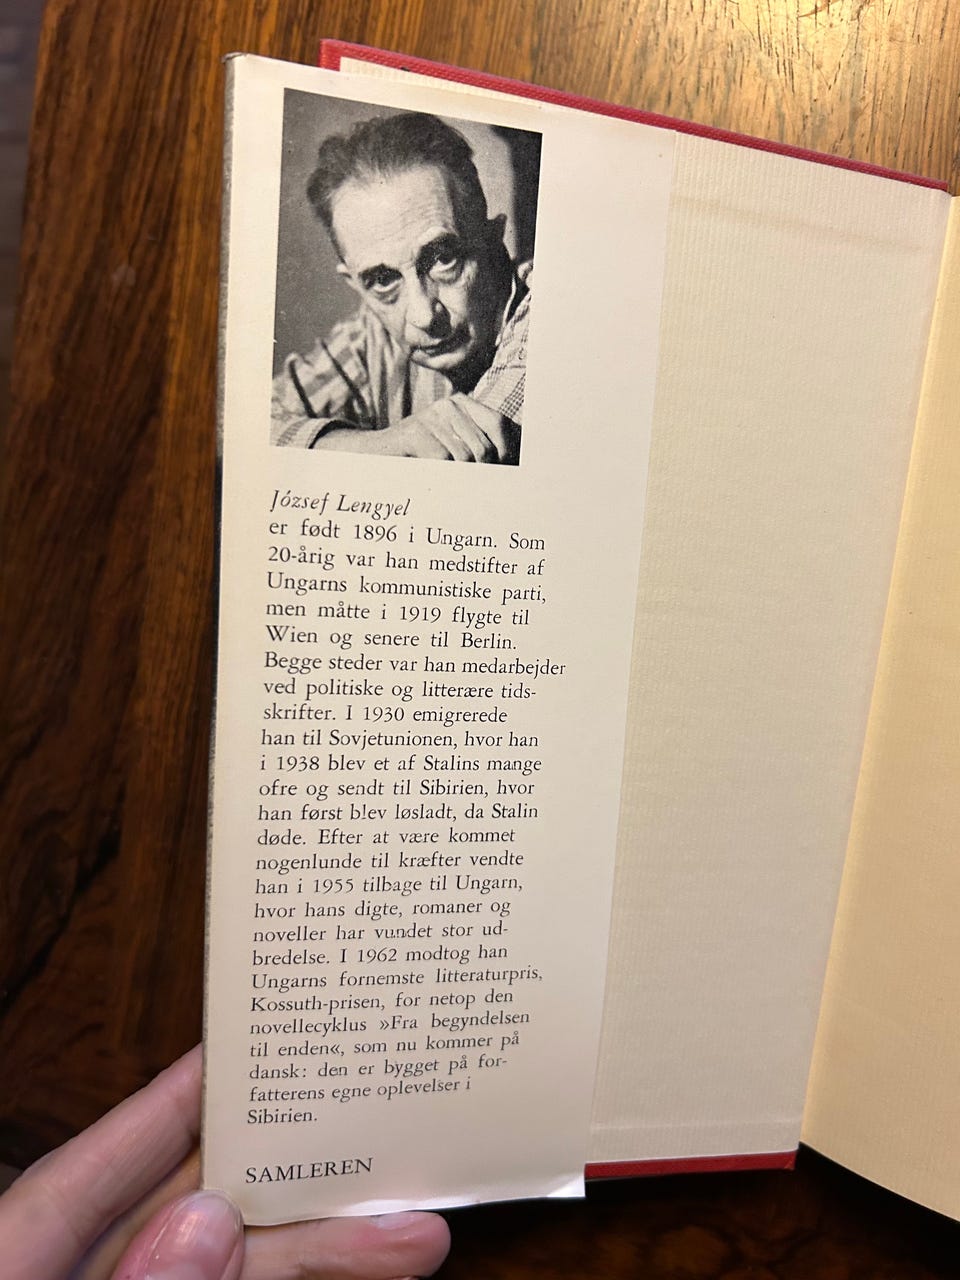 József Lengyel
er født 1896 i Ungarn. Som
20-årig var han medstifter af
Ungarns kommunistiske parti,
men måtte i 1919 flygte til
Wien og senere til Berlin.
Begge steder var han medarbejder
ved politiske og litterære tids-
skrifter. I 1930 emigrerede
han til Sovjetunionen, hvor han
i 1938 blev et af Stalins mange
ofre og sendt til Sibirien, hvor
han først blev løsladt, da Stalin
døde. Efter at være kommet
nogenlunde til kræfter vendte
han i 1955 tilbage til Ungarn,
hvor hans digte, romaner og
noveller har vundet stor ud-
bredelse. I 1962 modtog han
Ungarns fornemste litteraturpris,
Kossuth-prisen, for netop den
novellecyklus »Fra begyndelsen
til enden«, som nu kommer på
dansk: den er bygget på for-
fatterens egne oplevelser i
Sibirien.
SAMLEREN